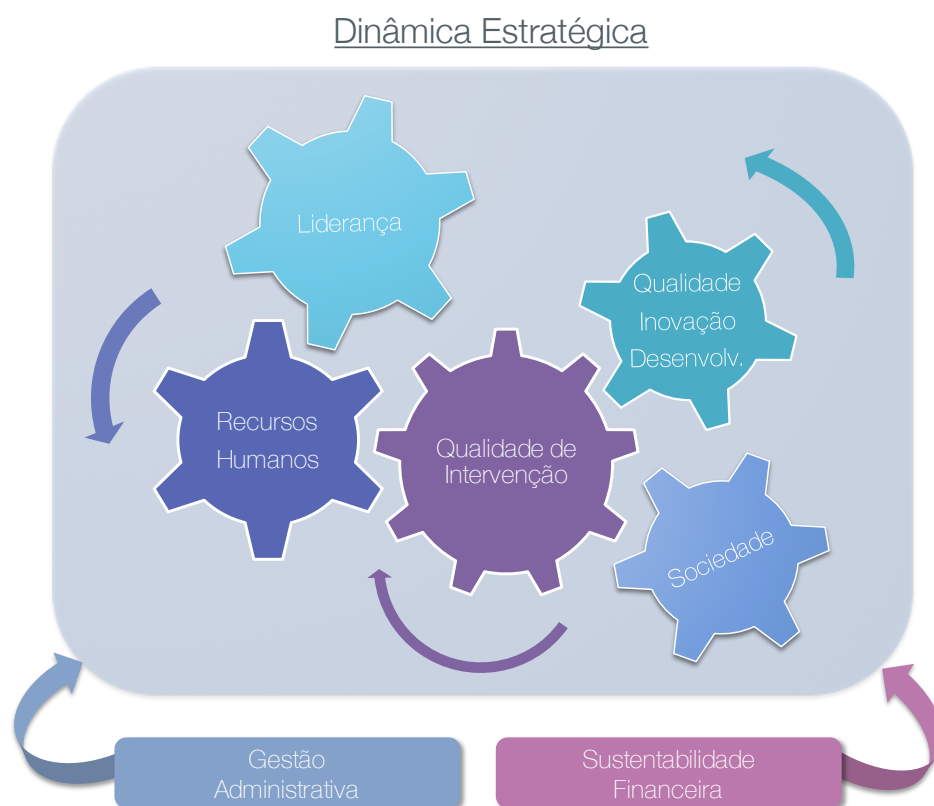 Dinâmica Estratégica
Liderança
Qualidade
Inovação
Desenvolv.
Recursos
Humanos
Qualidade de
Intervenção
Sociedade
Gestão
Administrativa
Sustentabilidade
Financeira